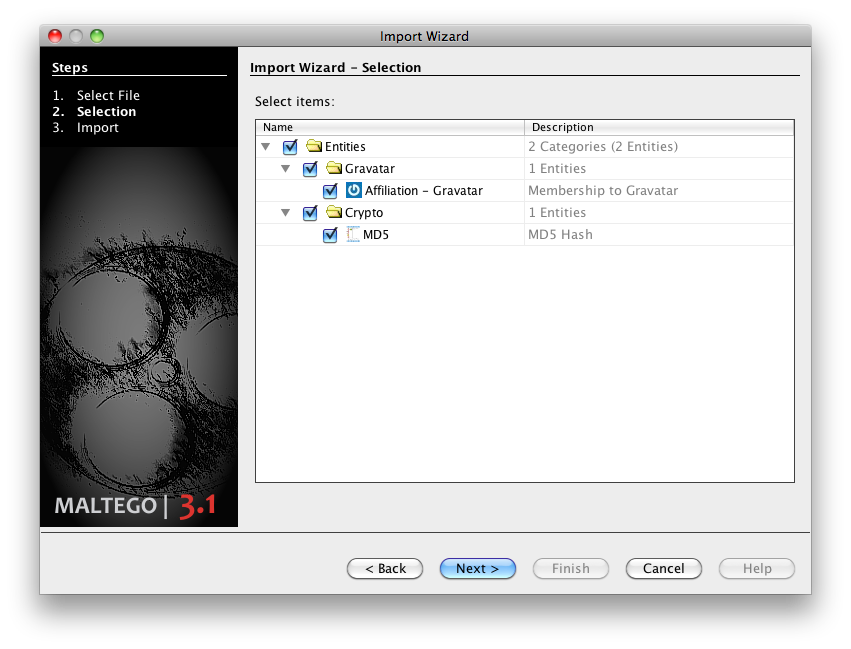 Import Wizard
Steps
1. Select File
2. Selection
3. Import
MALTEGO | 3.1
Import Wizard - Selection
Select items:
Name Description
Entities 2 Categories (2 Entities)
Gravatar 1 Entities
Affiliation - Gravatar Membership to Gravatar
Crypto 1 Entities
MD5 MD5 Hash
< Back Next > Finish Cancel Help